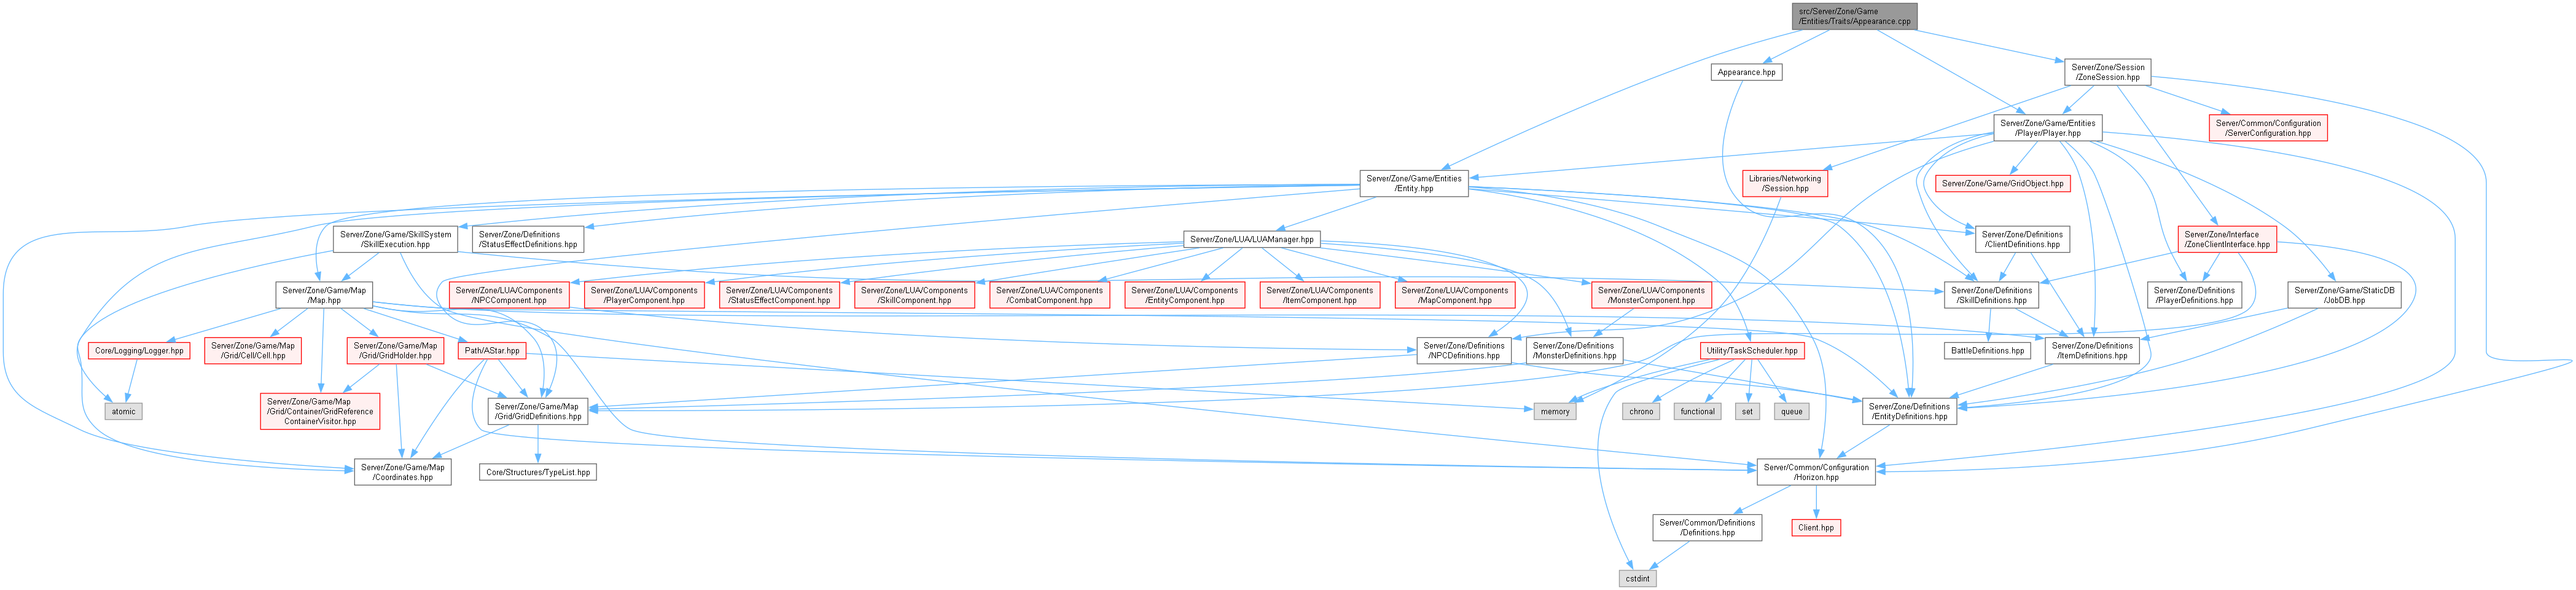 src/Server/Zone/Game
/Entities/Traits/Appearance.cpp
Appearance.hpp
Server/Zone/Session
/ZoneSession.hpp
Server/Zone/Game/Entities
/Player/Player.hpp
Server/Common/Configuration
/ServerConfiguration.hpp
Server/Zone/Game/Entities
/Entity.hpp
Libraries/Networking
/Session.hpp
Server/Zone/Game/GridObject.hpp
Server/Zone/Game/SkillSystem
/SkillExecution.hpp
Server/Zone/Definitions
/StatusEffectDefinitions.hpp
Server/Zone/LUA/LUAManager.hpp
Server/Zone/Definitions
/ClientDefinitions.hpp
Server/Zone/Interface
/ZoneClientInterface.hpp
Server/Zone/Game/Map
/Map.hpp
Server/Zone/LUA/Components
/NPCComponent.hpp
Server/Zone/LUA/Components
/PlayerComponent.hpp
Server/Zone/LUA/Components
/StatusEffectComponent.hpp
Server/Zone/LUA/Components
/SkillComponent.hpp
Server/Zone/LUA/Components
/CombatComponent.hpp
Server/Zone/LUA/Components
/EntityComponent.hpp
Server/Zone/LUA/Components
/ItemComponent.hpp
Server/Zone/LUA/Components
/MapComponent.hpp
Server/Zone/LUA/Components
/MonsterComponent.hpp
Server/Zone/Definitions
/SkillDefinitions.hpp
Server/Zone/Definitions
/PlayerDefinitions.hpp
Server/Zone/Game/StaticDB
/JobDB.hpp
Core/Logging/Logger.hpp
Server/Zone/Game/Map
/Grid/Cell/Cell.hpp
Server/Zone/Game/Map
/Grid/GridHolder.hpp
Path/AStar.hpp
Server/Zone/Definitions
/NPCDefinitions.hpp
Server/Zone/Definitions
/MonsterDefinitions.hpp
Utility/TaskScheduler.hpp
BattleDefinitions.hpp
Server/Zone/Definitions
/ItemDefinitions.hpp
atomic
Server/Zone/Game/Map
/Grid/Container/GridReference
ContainerVisitor.hpp
Server/Zone/Game/Map
/Grid/GridDefinitions.hpp
memory
chrono
functional
set
queue
Server/Zone/Definitions
/EntityDefinitions.hpp
Server/Zone/Game/Map
/Coordinates.hpp
Core/Structures/TypeList.hpp
Server/Common/Configuration
/Horizon.hpp
Server/Common/Definitions
/Definitions.hpp
Client.hpp
cstdint